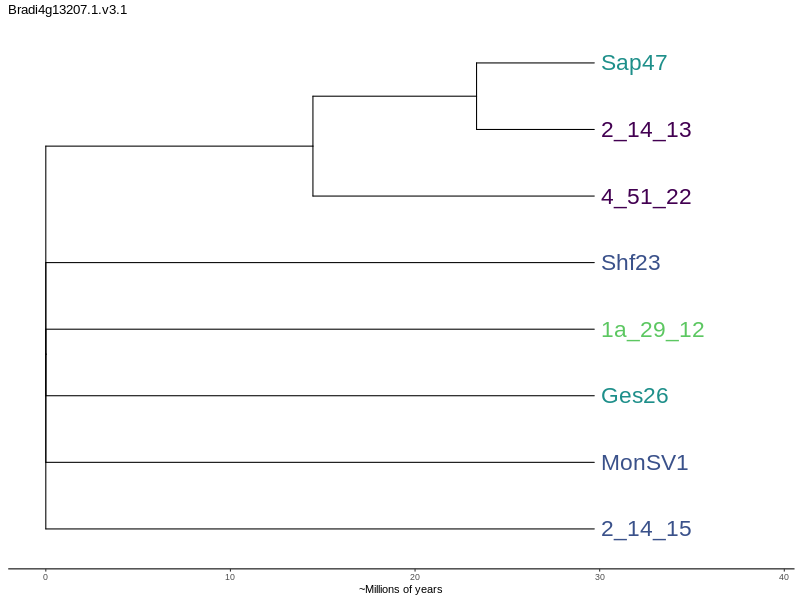 Bradi4g13207.1.v3.1
Sap47
2_14_13
4_51_22
Shf23
1a_29_12
Ges26
MonSV1
2_14_15
0 10 20 30 40
~Millions of years